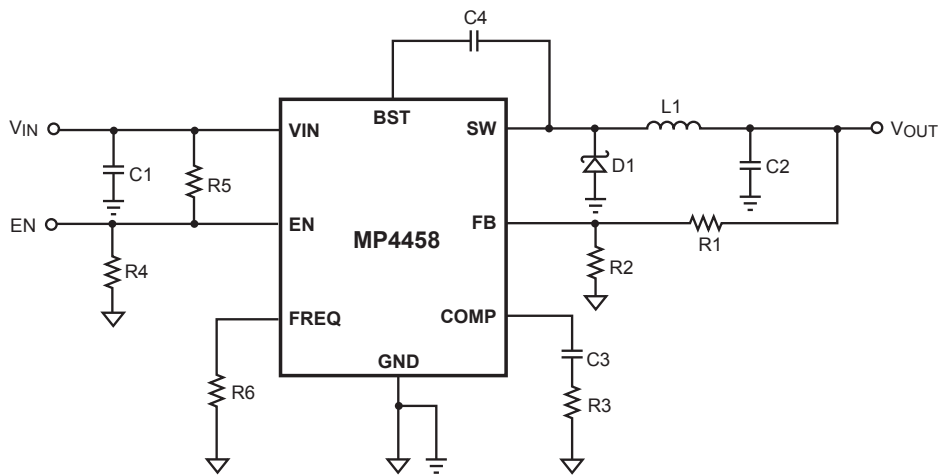 C4
BST
L1
VIN
VIN
SW
VOUT
C1
R5
D1
C2
EN
EN
FB
MP4458
R1
R4
R2
FREQ
COMP
C3
GND
R6
R3